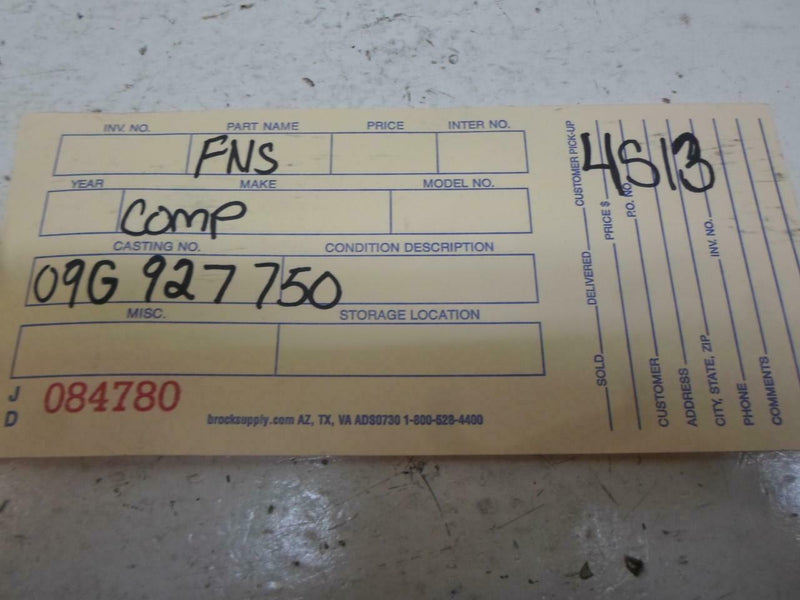 INV. NO. PART NAME PRICE INTER NO.
FNS
YEAR MAKE MODEL NO.
COMP
CASTING NO. CONDITION DESCRIPTION
09G 927 750
MISC. STORAGE LOCATION
J
D
084780
brocksupply.com AZ, TX, VA ADS0730 1-800-528-4400
4S13
SOLD DELIVERED CUSTOMER PICK-UP
PRICE $
P.O. NO.
CUSTOMER
ADDRESS
CITY, STATE, ZIP INV. NO.
PHONE
COMMENTS